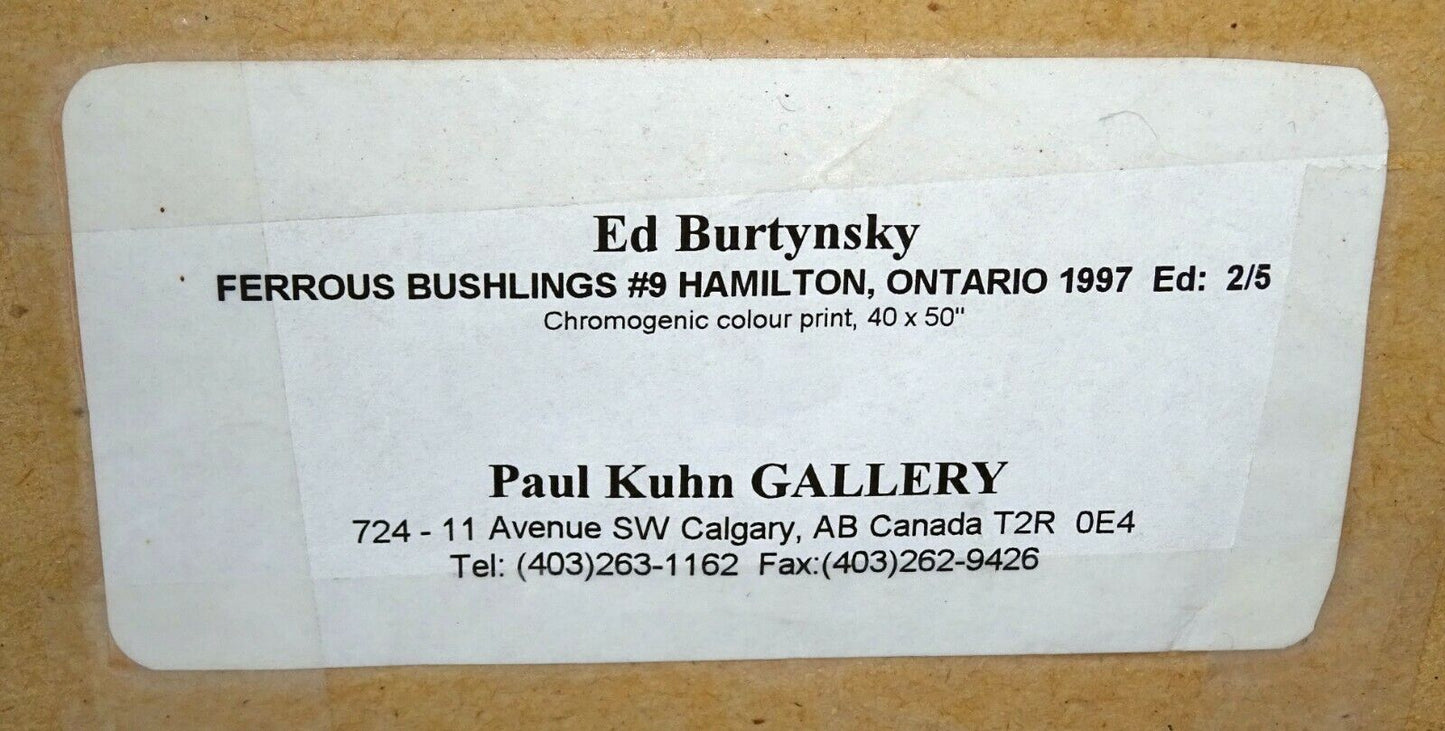 Ed Burtynsky
FERROUS BUSHLINGS #9 HAMILTON, ONTARIO 1997 Ed: 2/5
Chromogenic colour print, 40 x 50"
Paul Kuhn GALLERY
724 - 11 Avenue SW Calgary, AB Canada T2R 0E4
Tel: (403)263-1162 Fax:(403)262-9426